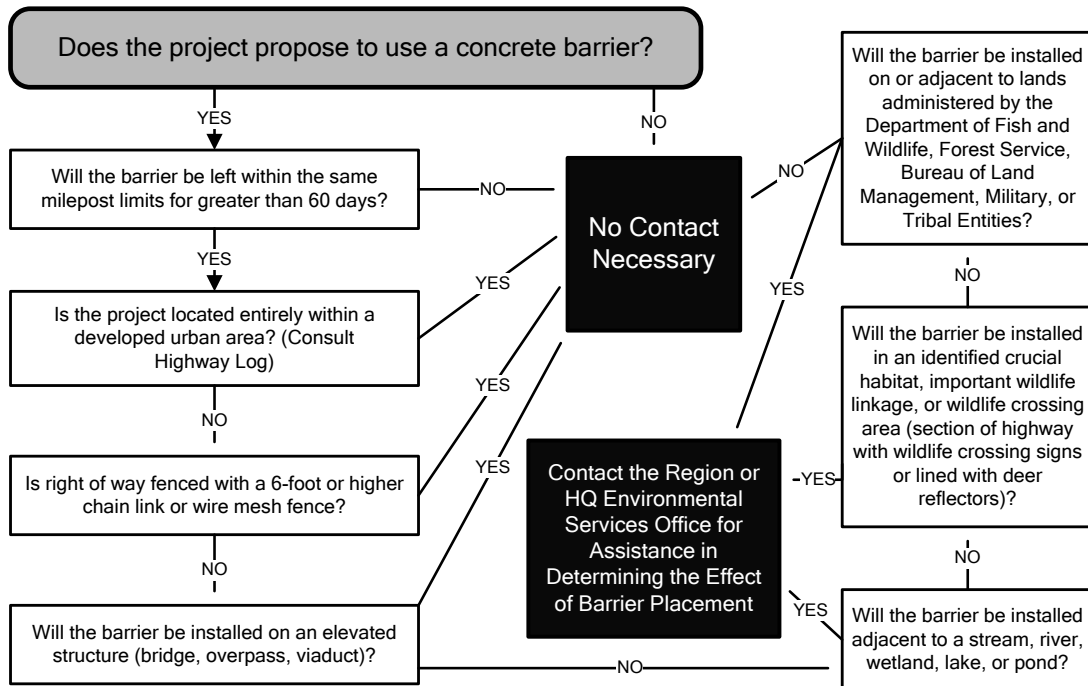 Does the project propose to use a concrete barrier?
YES
NO
Will the barrier be left within the
same milepost limits for greater than 60 days?
NO
YES
Is the project located entirely within a
developed urban area? (Consult
Highway Log)
YES
NO
Is right of way fenced with a 6-foot or higher
chain link or wire mesh fence?
YES
NO
Will the barrier be installed on an elevated
structure (bridge, overpass, viaduct)?
YES
NO
No Contact
Necessary
NO
YES
Contact the Region or
HQ Environmental
Services Office for
Assistance in
Determining the Effect
of Barrier Placement
YES
YES
Will the barrier be installed
on or adjacent to lands
administered by the
Department of Fish and
Wildlife, Forest Service,
Bureau of Land
Management, Military, or
Tribal Entities?
NO
Will the barrier be installed
in an identified crucial
habitat, important wildlife
linkage, or wildlife crossing
area (section of highway
with wildlife crossing signs
or lined with deer
reflectors)?
NO
Will the barrier be installed
adjacent to a stream, river,
wetland, lake, or pond?